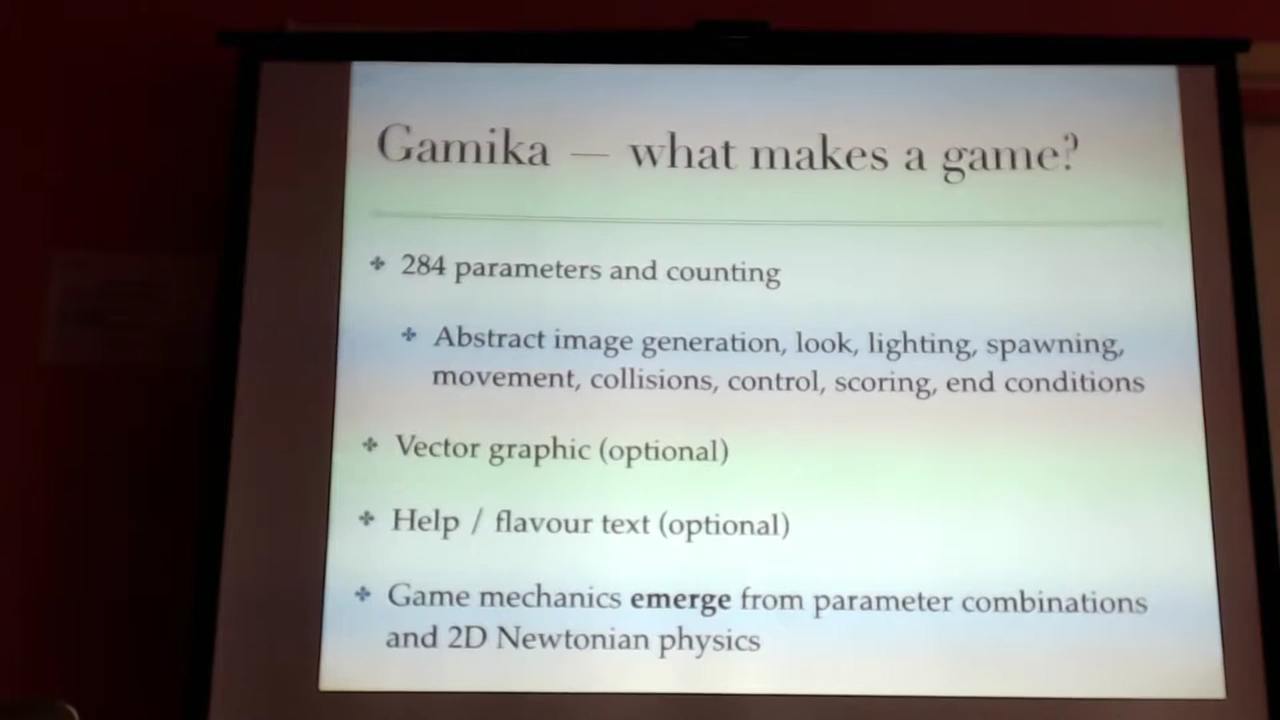 Gamika — what makes a game?
284 parameters and counting
Abstract image generation, look, lighting, spawning,
movement, collisions, control, scoring, end conditions
Vector graphic (optional)
Help / flavour text (optional)
Game mechanics emerge from parameter combinations
and 2D Newtonian physics